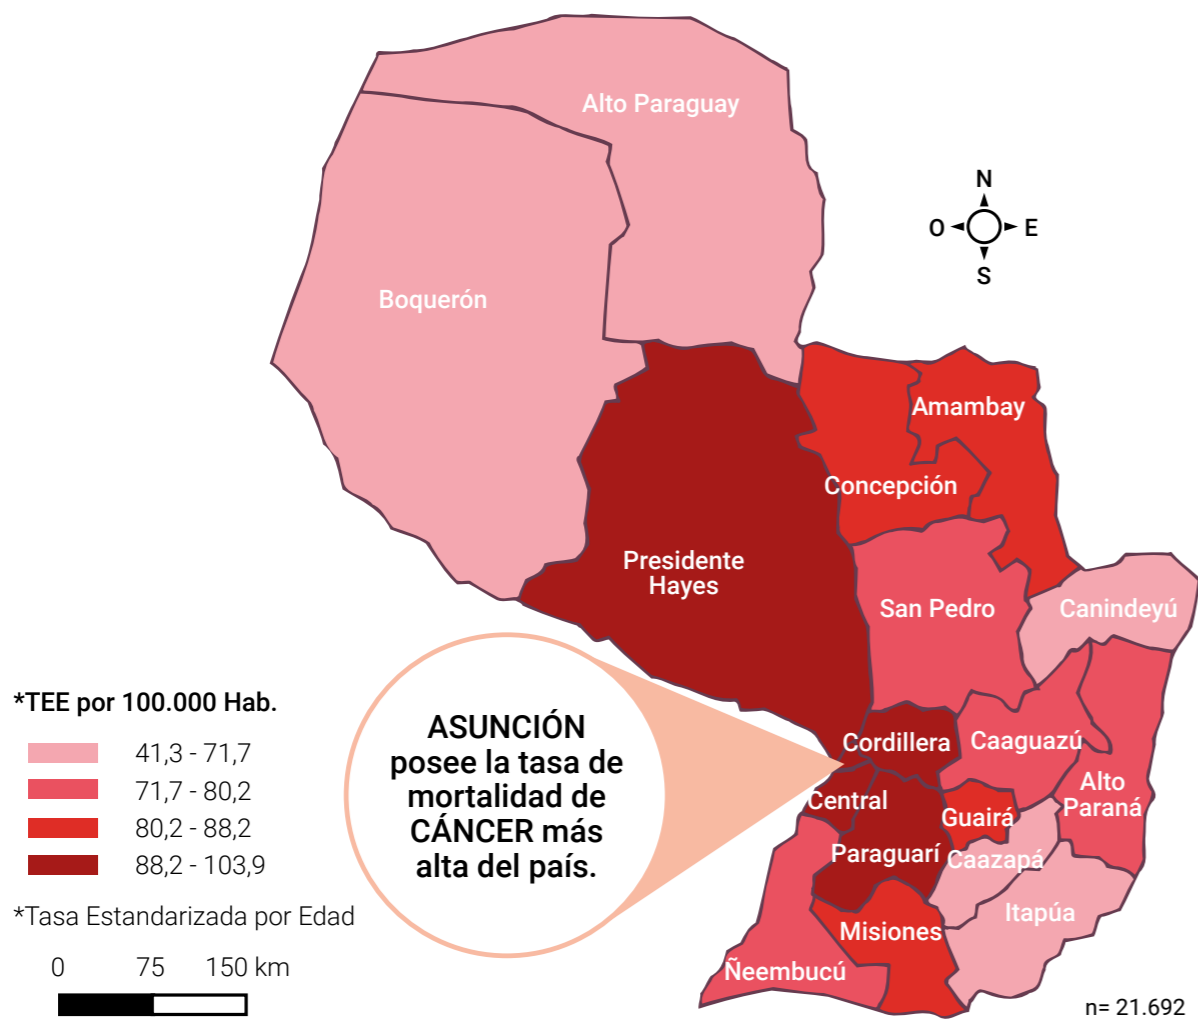 Alto Paraguay
N
O
E
S
Boquerón
Amambay
Concepción
Presidente
Hayes
San Pedro
Canindeyú
*TEE por 100.000 Hab.
41,3 - 71,7
71,7 - 80,2
80,2 - 88,2
88,2 - 103,9
*Tasa Estandarizada por Edad
0 75 150 km
ASUNCIÓN
posee la tasa de
mortalidad de
CÁNCER más
alta del país.
Cordillera
Caaguazú
Alto
Paraná
Central
Guairá
Paraguarí
Caazapá
Itapúa
Misiones
Ñeembucú
n= 21.692